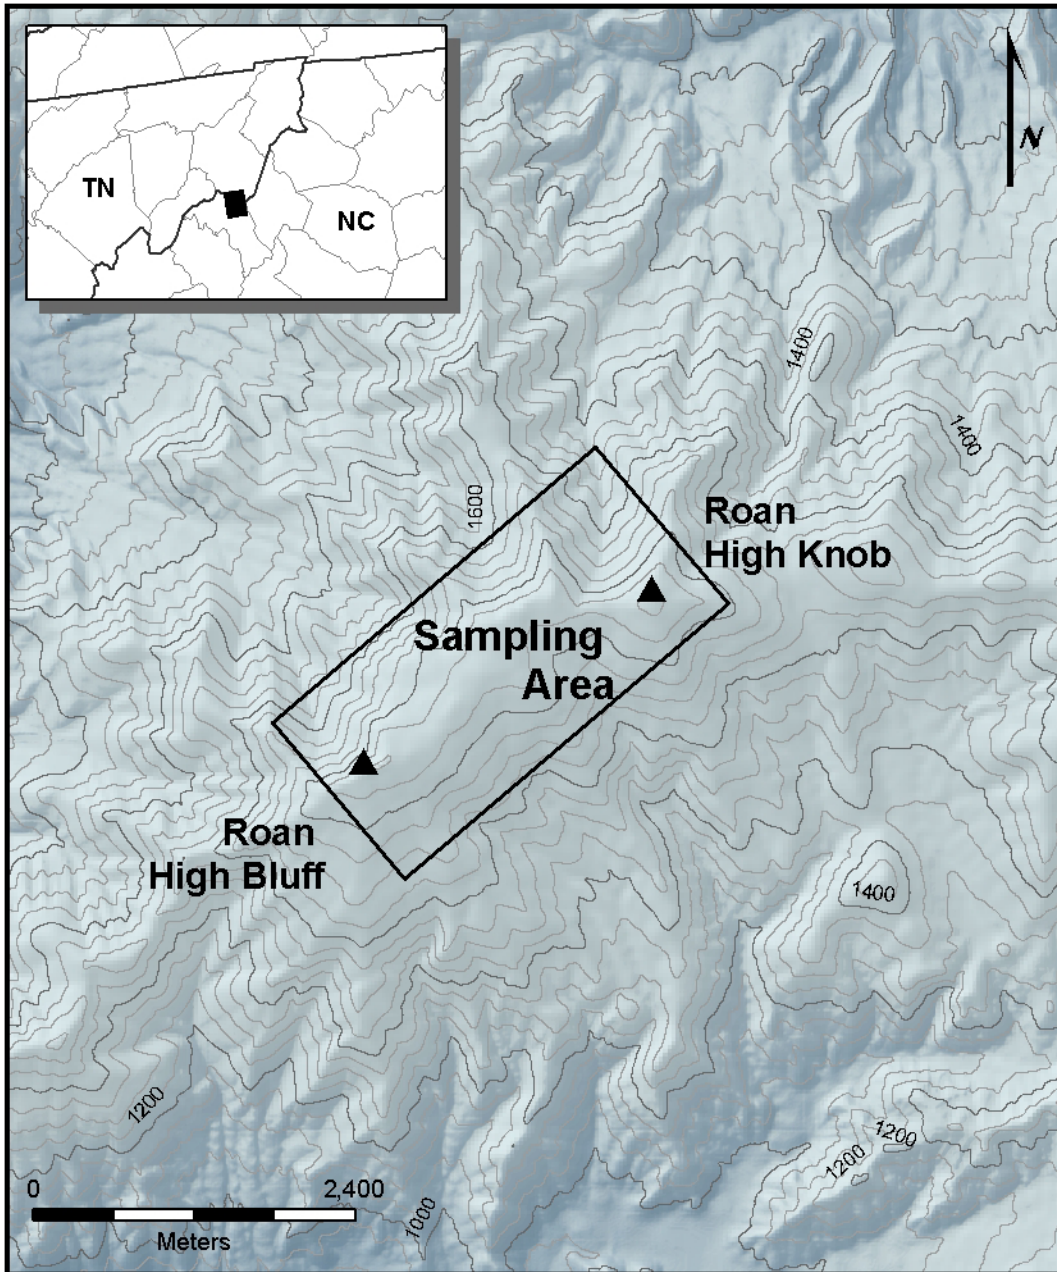 TN
NC
N
1400
1400
1600
Roan
High Knob
Sampling
Area
Roan
High Bluff
1400
1200
1200
1200
0 2,400
Meters
1000